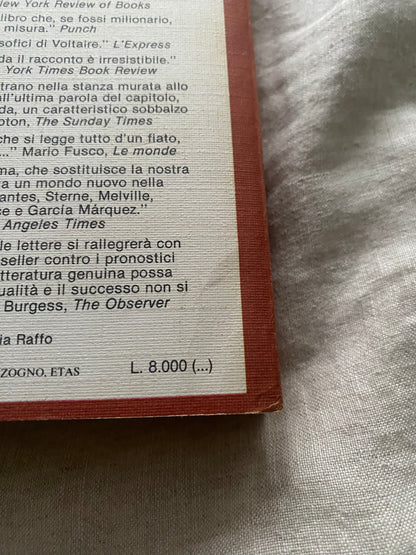 New York Review of Books
libro che, se fossi milionario,
misura." Punch
sofici di Voltaire." L'Express
da il racconto è irresistibile."
York Times Book Review
trano nella stanza murata allo
all'ultima parola del capitolo,
da, un caratteristico sobbalzo
pton, The Sunday Times
che si legge tutto d'un fiato,
..." Mario Fusco, Le monde
ma, che sostituisce la nostra
ra un mondo nuovo nella
antes, Sterne, Melville,
ce e García Márquez."
Angeles Times
le lettere si rallegrerà con
seller contro i pronostici
etteratura genuina possa
ualità e il successo non si
Burgess, The Observer
ia Raffo
ZOGNO, ETAS
L. 8.000 (...)